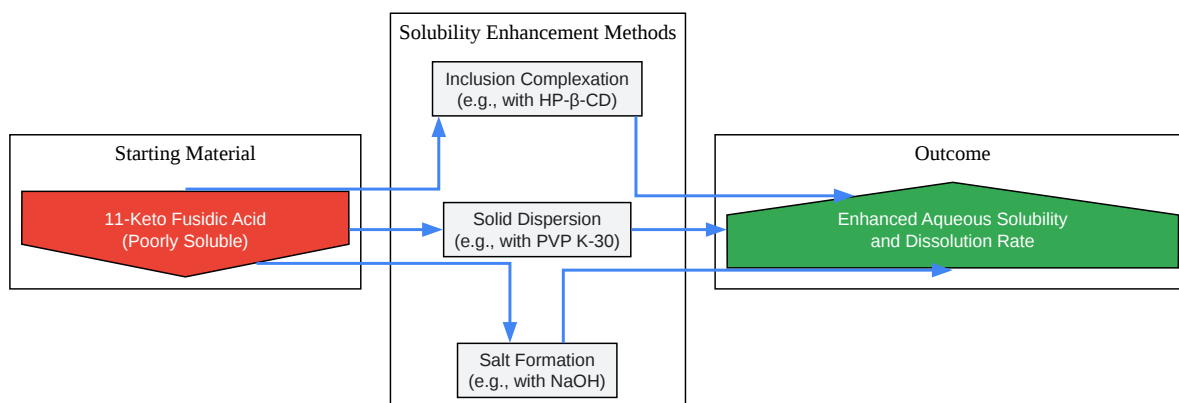 Starting Material
11-Keto Fusidic Acid
(Poorly Soluble)
Solubility Enhancement Methods
Inclusion Complexation
(e.g., with HP-β-CD)
Solid Dispersion
(e.g., with PVP K-30)
Salt Formation
(e.g., with NaOH)
Outcome
Enhanced Aqueous Solubility
and Dissolution Rate